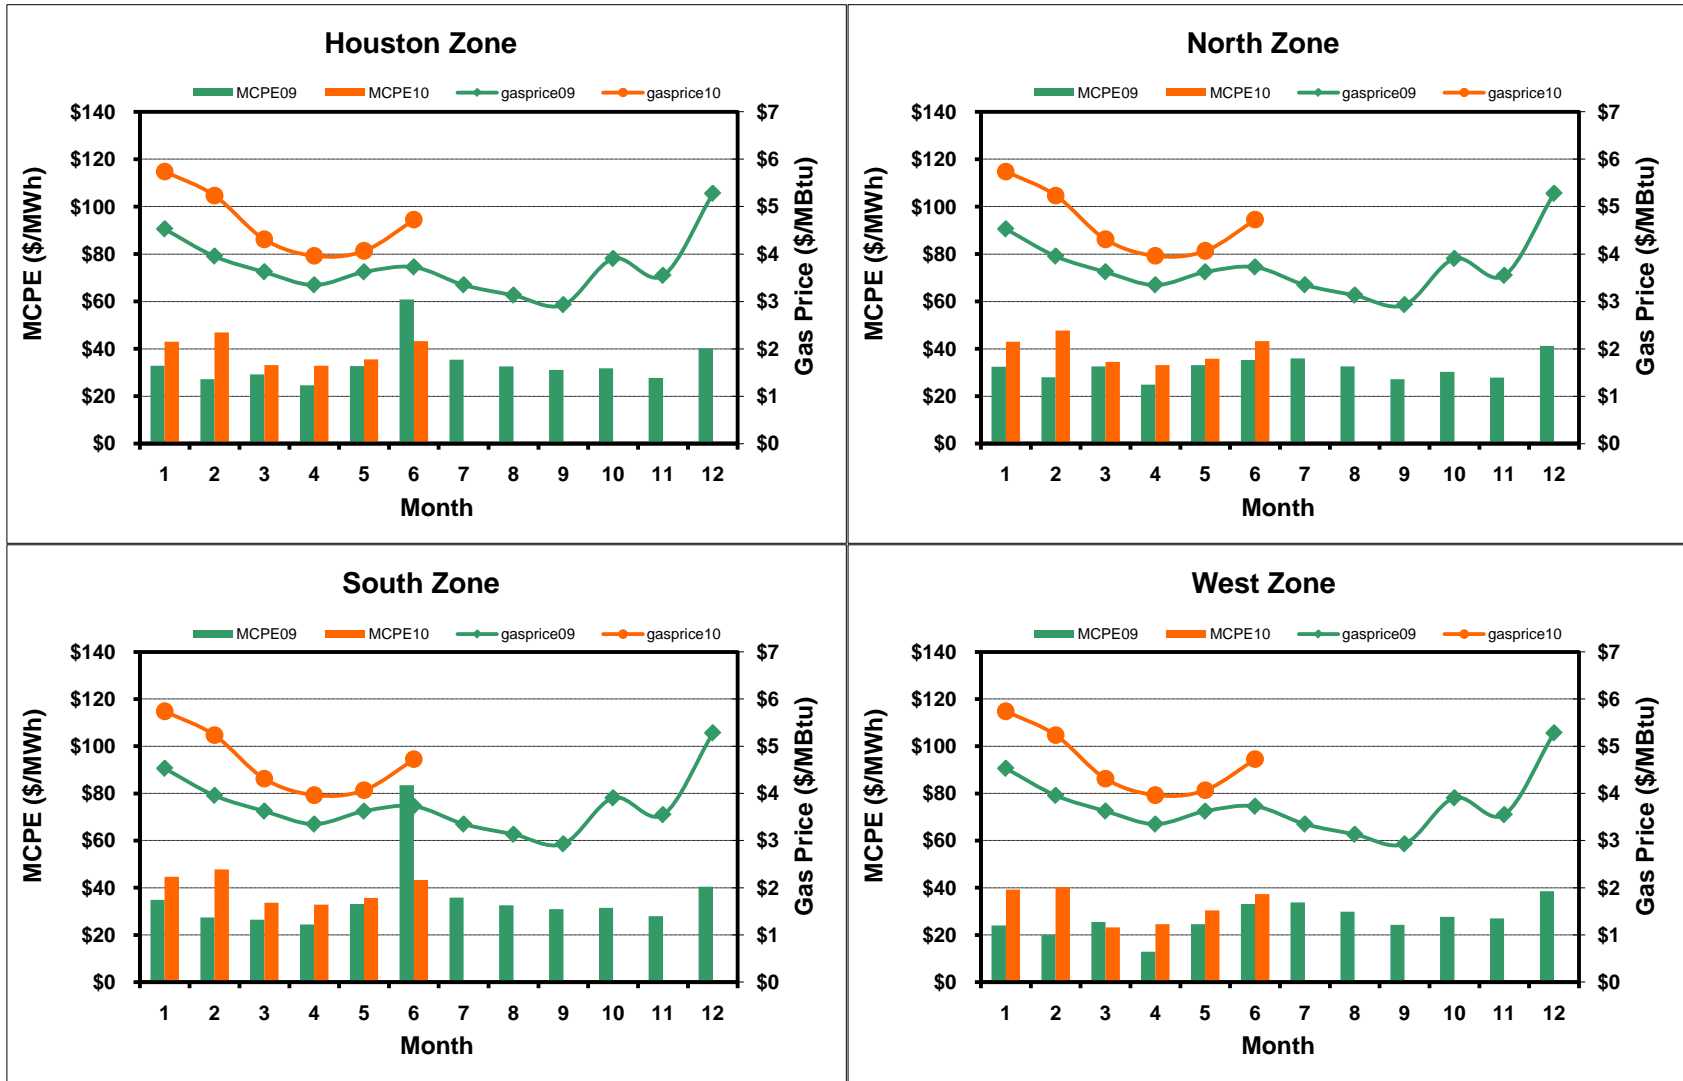 Houston Zone
MCPE09 MCPE10 gasprice09 gasprice10
$140 $7
$120 $6
$100 $5
$80 $4
$60 $3
$40 $2
$20 $1
$0 $0
MCPE ($/MWh)
Gas Price ($/MBtu)
1 2 3 4 5 6 7 8 9 10 11 12
Month
North Zone
MCPE09 MCPE10 gasprice09 gasprice10
$140 $7
$120 $6
$100 $5
$80 $4
$60 $3
$40 $2
$20 $1
$0 $0
MCPE ($/MWh)
Gas Price ($/MBtu)
1 2 3 4 5 6 7 8 9 10 11 12
Month
South Zone
MCPE09 MCPE10 gasprice09 gasprice10
$140 $7
$120 $6
$100 $5
$80 $4
$60 $3
$40 $2
$20 $1
$0 $0
MCPE ($/MWh)
Gas Price ($/MBtu)
1 2 3 4 5 6 7 8 9 10 11 12
Month
West Zone
MCPE09 MCPE10 gasprice09 gasprice10
$140 $7
$120 $6
$100 $5
$80 $4
$60 $3
$40 $2
$20 $1
$0 $0
MCPE ($/MWh)
Gas Price ($/MBtu)
1 2 3 4 5 6 7 8 9 10 11 12
Month